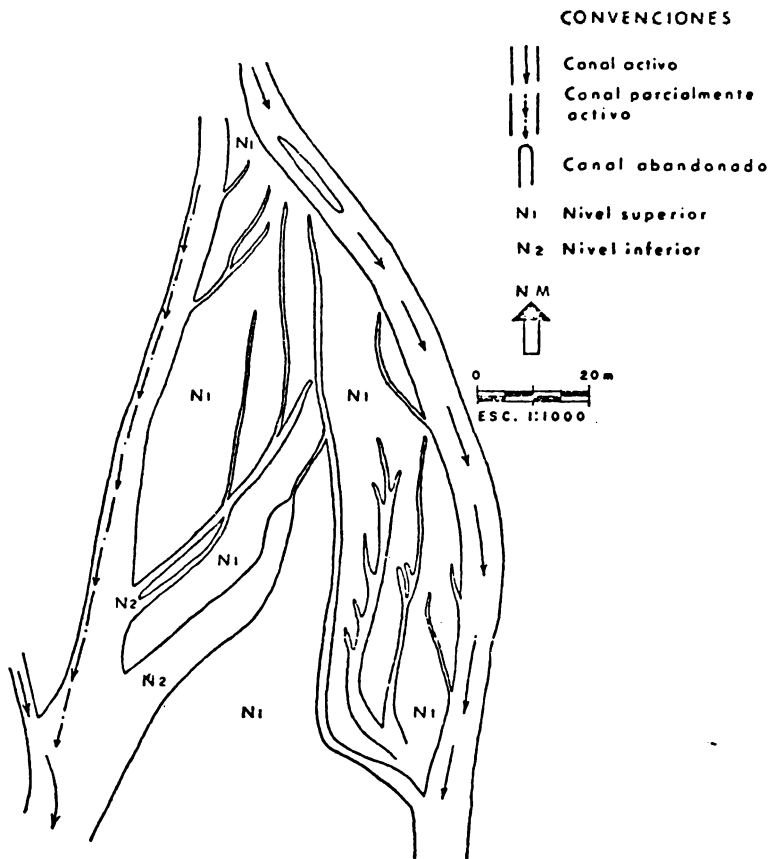 CONVENCIONES
Canal activo
Canal parcialmente
activo
Canal abandonado
N1 Nivel superior
N2 Nivel inferior
NM
0 20m
ESC. 1:1000
N1
N1
N1
N1
N2
N2
N1
N1